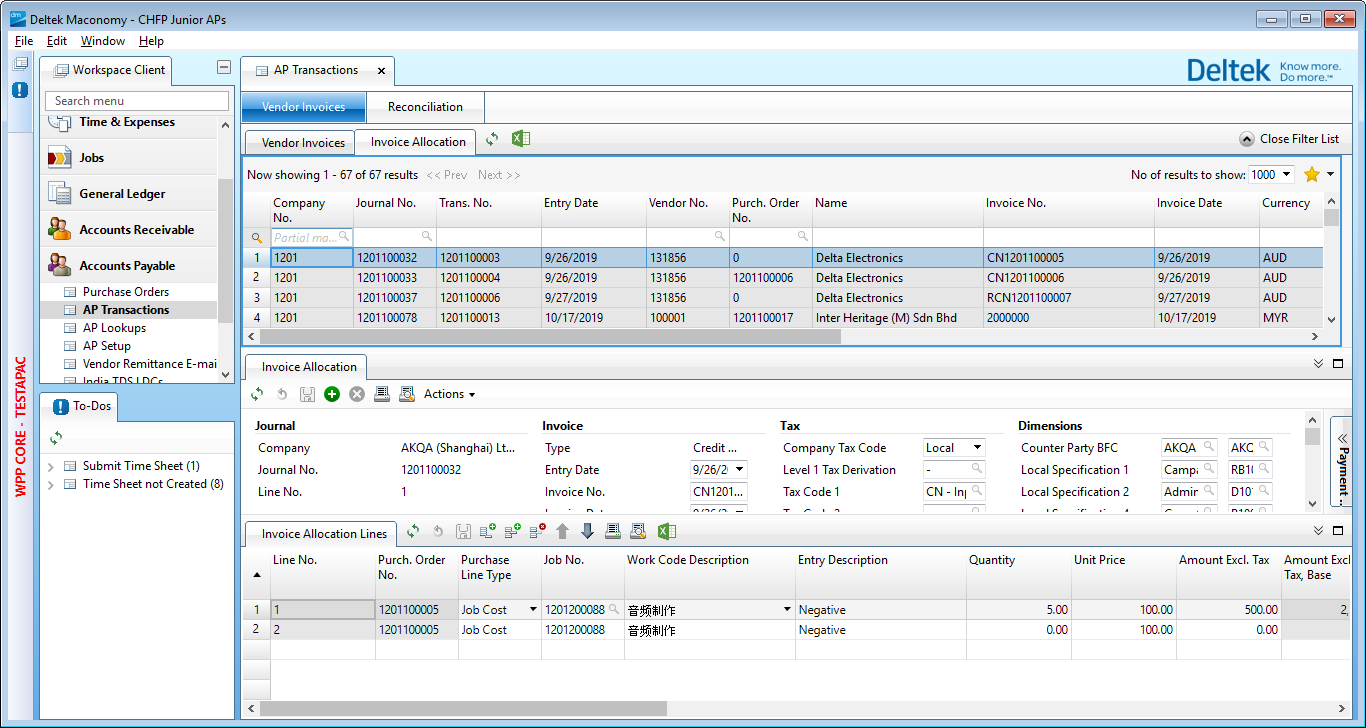 Deltek Maconomy - CHFP Junior APs
File Edit Window Help
Workspace Client
Search menu
Time & Expenses
Jobs
General Ledger
Accounts Receivable
Accounts Payable
Purchase Orders
AP Transactions
AP Lookups
AP Setup
Vendor Remittance E-mai
India TDS LDCs
WPP CORE - TESTAPAC
To-Dos
Submit Time Sheet (1)
Time Sheet not Created (8)
AP Transactions
Deltek Know more.
Do more.™
Vendor Invoices Reconciliation
Vendor Invoices Invoice Allocation Close Filter List
Now showing 1 - 67 of 67 results << Prev Next >> No of results to show: 1000
Company No. Journal No. Trans. No. Entry Date Vendor No. Purch. Order No. Name Invoice No. Invoice Date Currency
Partial ma...
1 1201 1201100032 1201100003 9/26/2019 131856 0 Delta Electronics CN1201100005 9/26/2019 AUD
2 1201 1201100033 1201100004 9/26/2019 131856 1201100006 Delta Electronics CN1201100006 9/26/2019 AUD
3 1201 1201100037 1201100006 9/27/2019 131856 0 Delta Electronics RCN1201100007 9/27/2019 AUD
4 1201 1201100078 1201100013 10/17/2019 100001 1201100017 Inter Heritage (M) Sdn Bhd 2000000 10/17/2019 MYR
Invoice Allocation
Actions
Journal Invoice Tax Dimensions
Company AKQA (Shanghai) Lt... Type Credit ... Company Tax Code Local Counter Party BFC AKQA AKC
Journal No. 1201100032 Entry Date 9/26/2 Level 1 Tax Derivation - Local Specification 1 Campa RB10
Line No. 1 Invoice No. CN1201... Tax Code 1 CN - Inp Local Specification 2 Admin D101
Payment ..
Invoice Allocation Lines
Line No. Purch. Order No. Purchase Line Type Job No. Work Code Description Entry Description Quantity Unit Price Amount Excl. Tax Amount Excl Tax, Base
1 1 1201100005 Job Cost 1201200088 音频制作 Negative 5.00 100.00 500.00 2,
2 2 1201100005 Job Cost 1201200088 音频制作 Negative 0.00 100.00 0.00